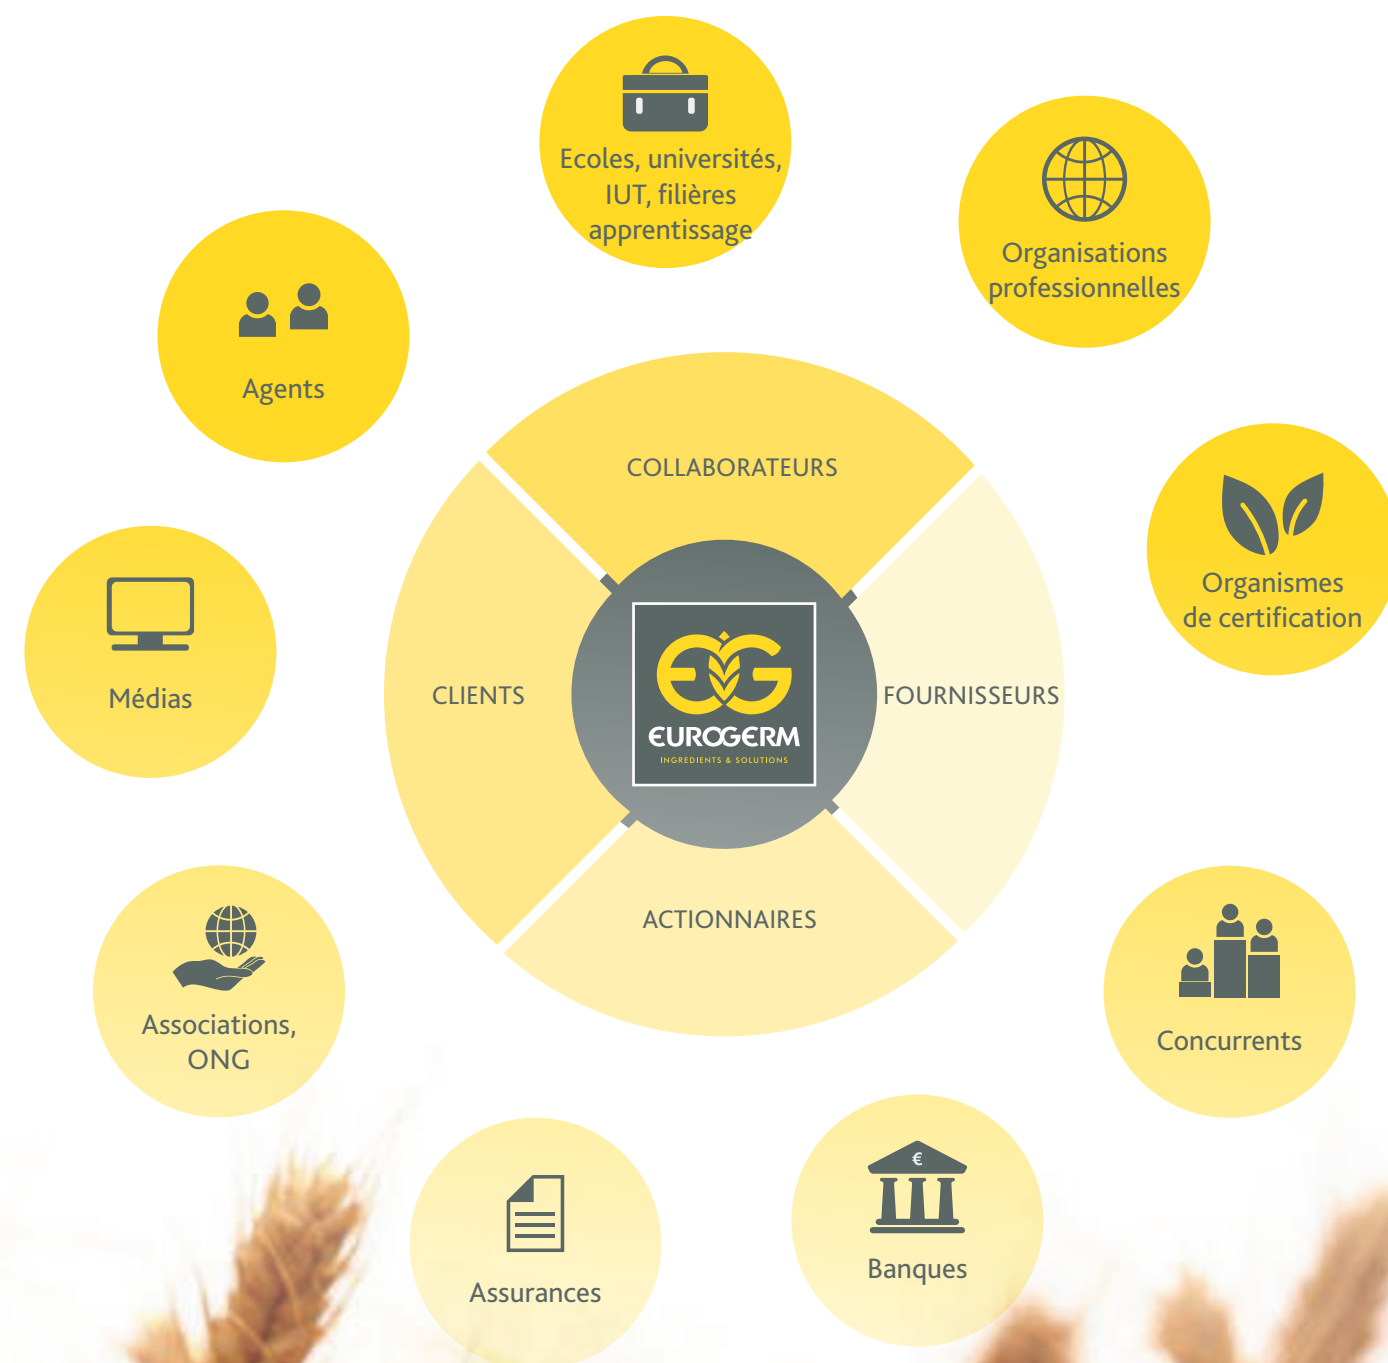 Ecoles, universités,
IUT, filières
apprentissage
Organisations
professionnelles
Agents
COLLABORATEURS
Organismes
de certification
Médias
CLIENTS
EG
EUROGERM
INGREDIENTS & SOLUTIONS
FOURNISSEURS
ACTIONNAIRES
Associations,
ONG
Concurrents
€
Banques
Assurances